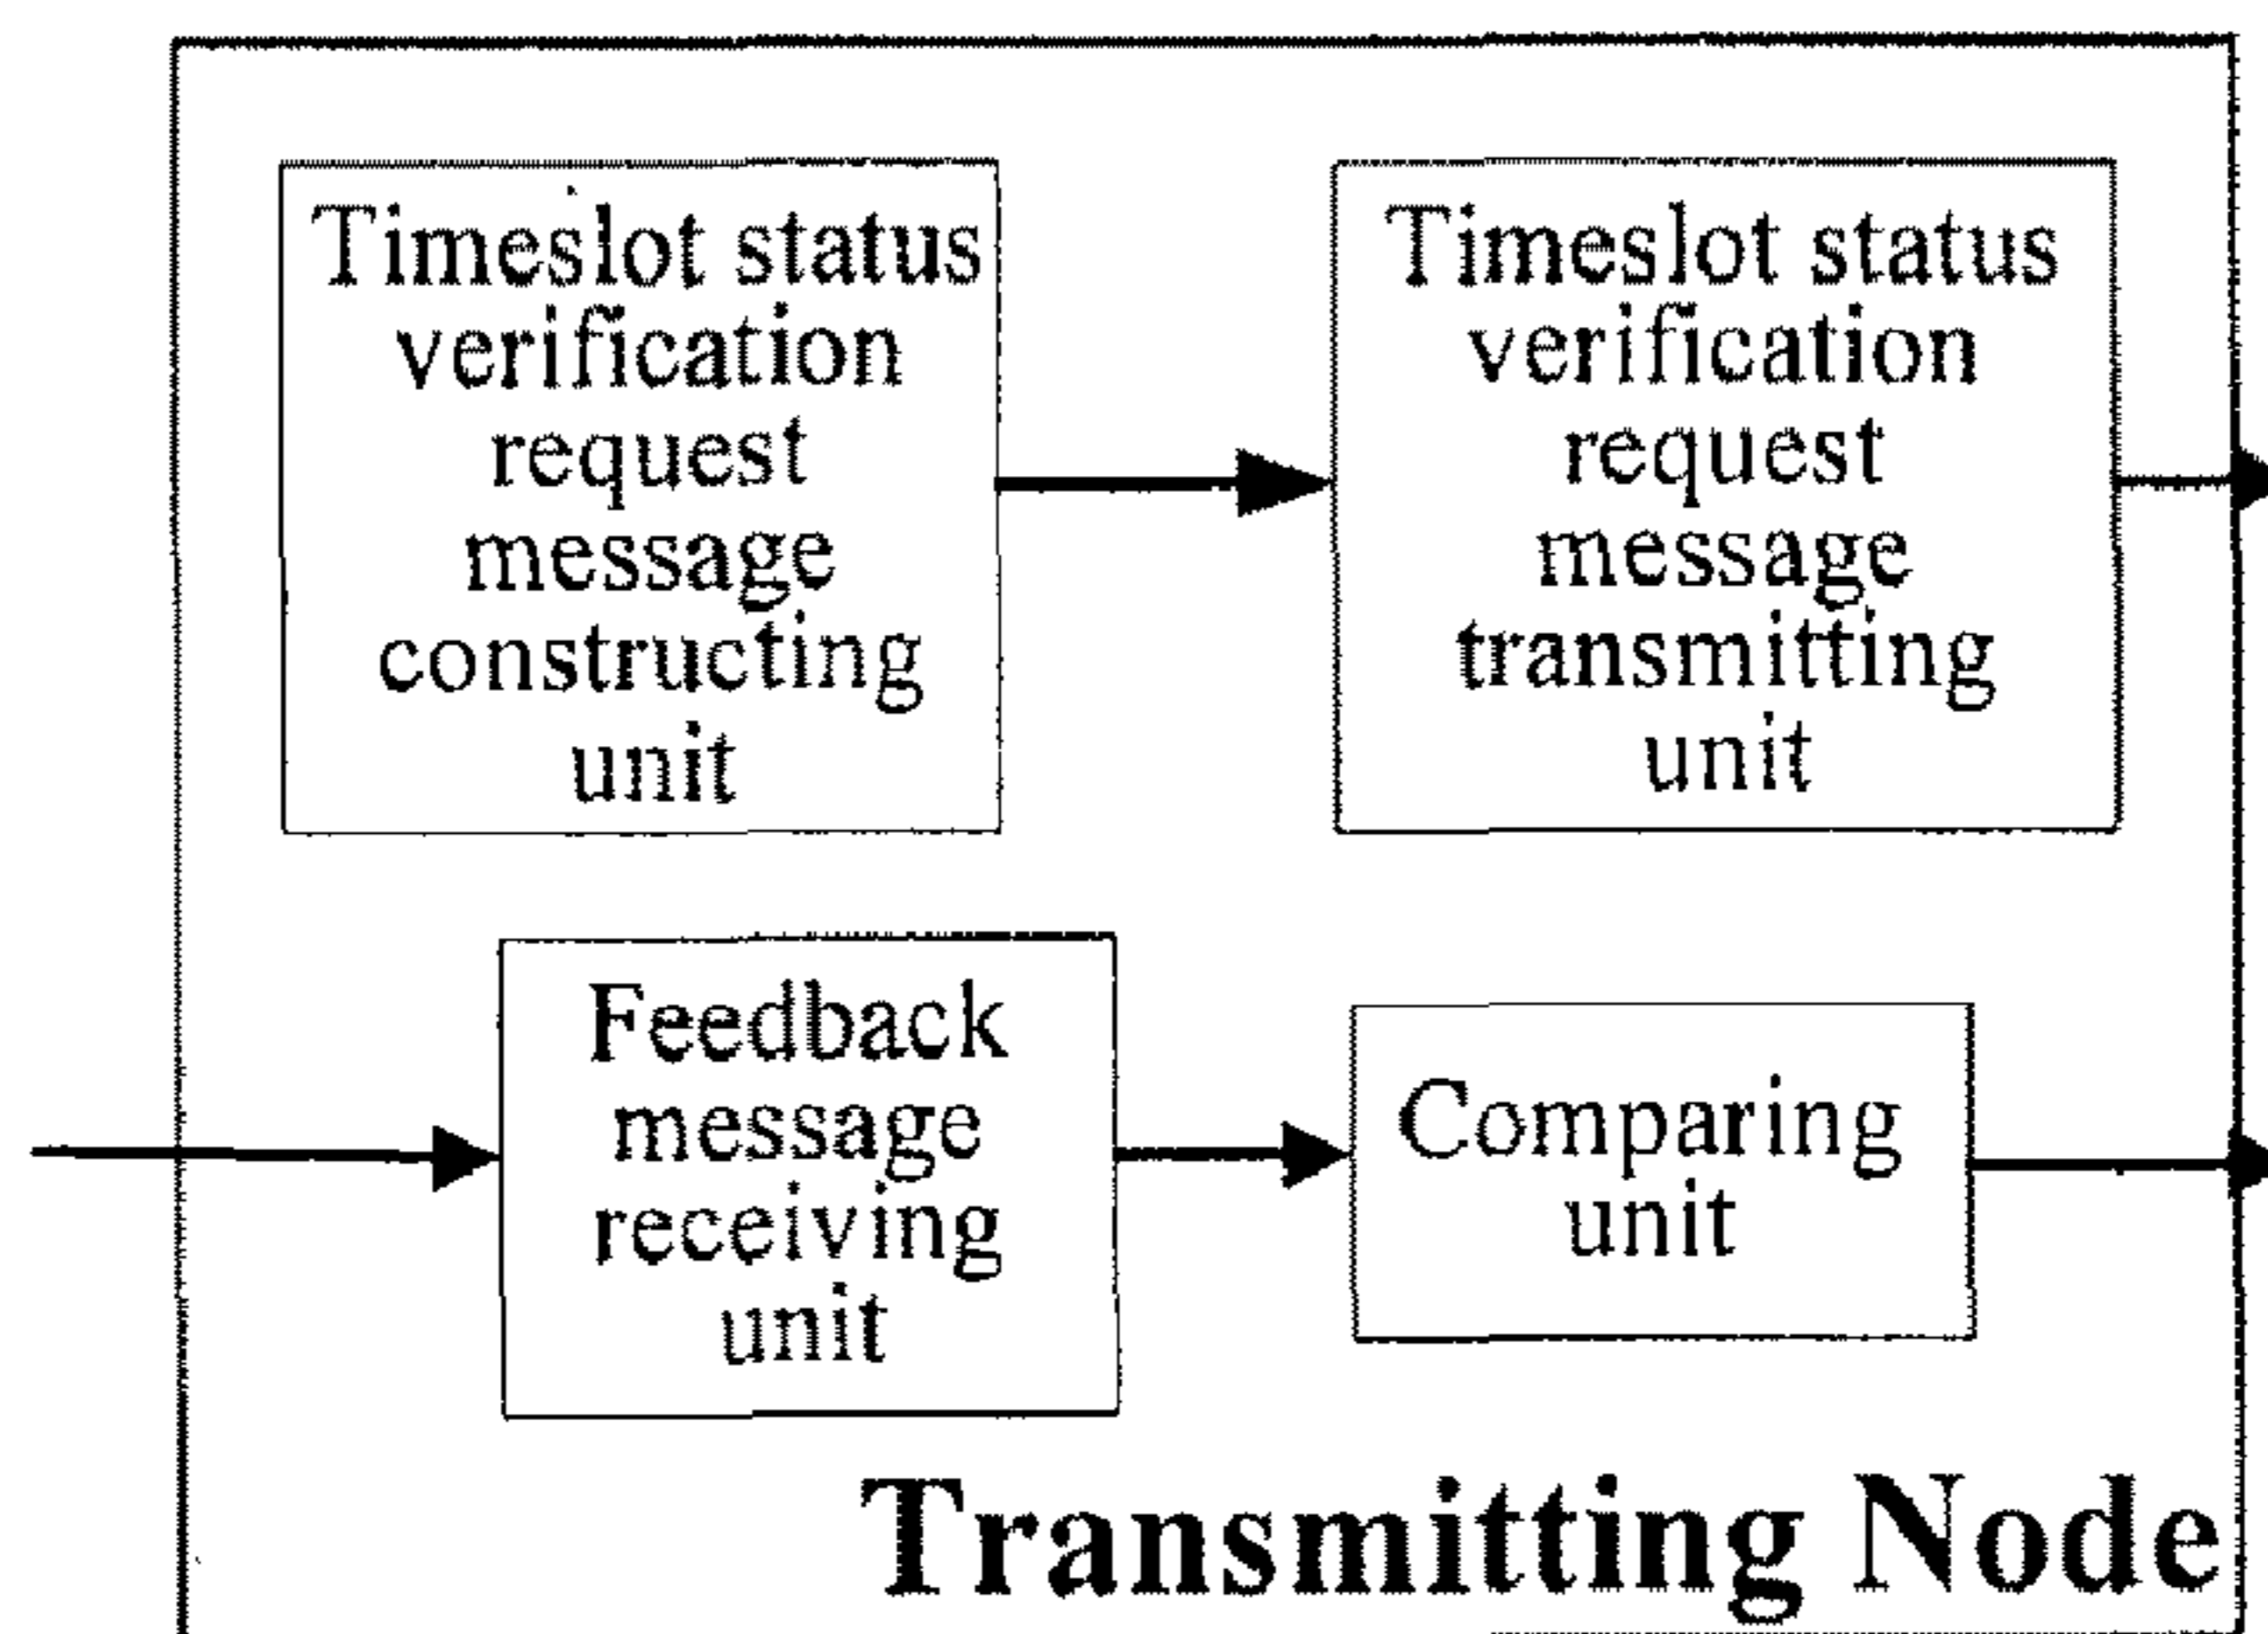 Timeslot status
verification
request
message
constructing
unit
Timeslot status
verification
request
message
transmitting
unit
Feedback
message
receiving
unit
Comparing
unit
Transmitting Node